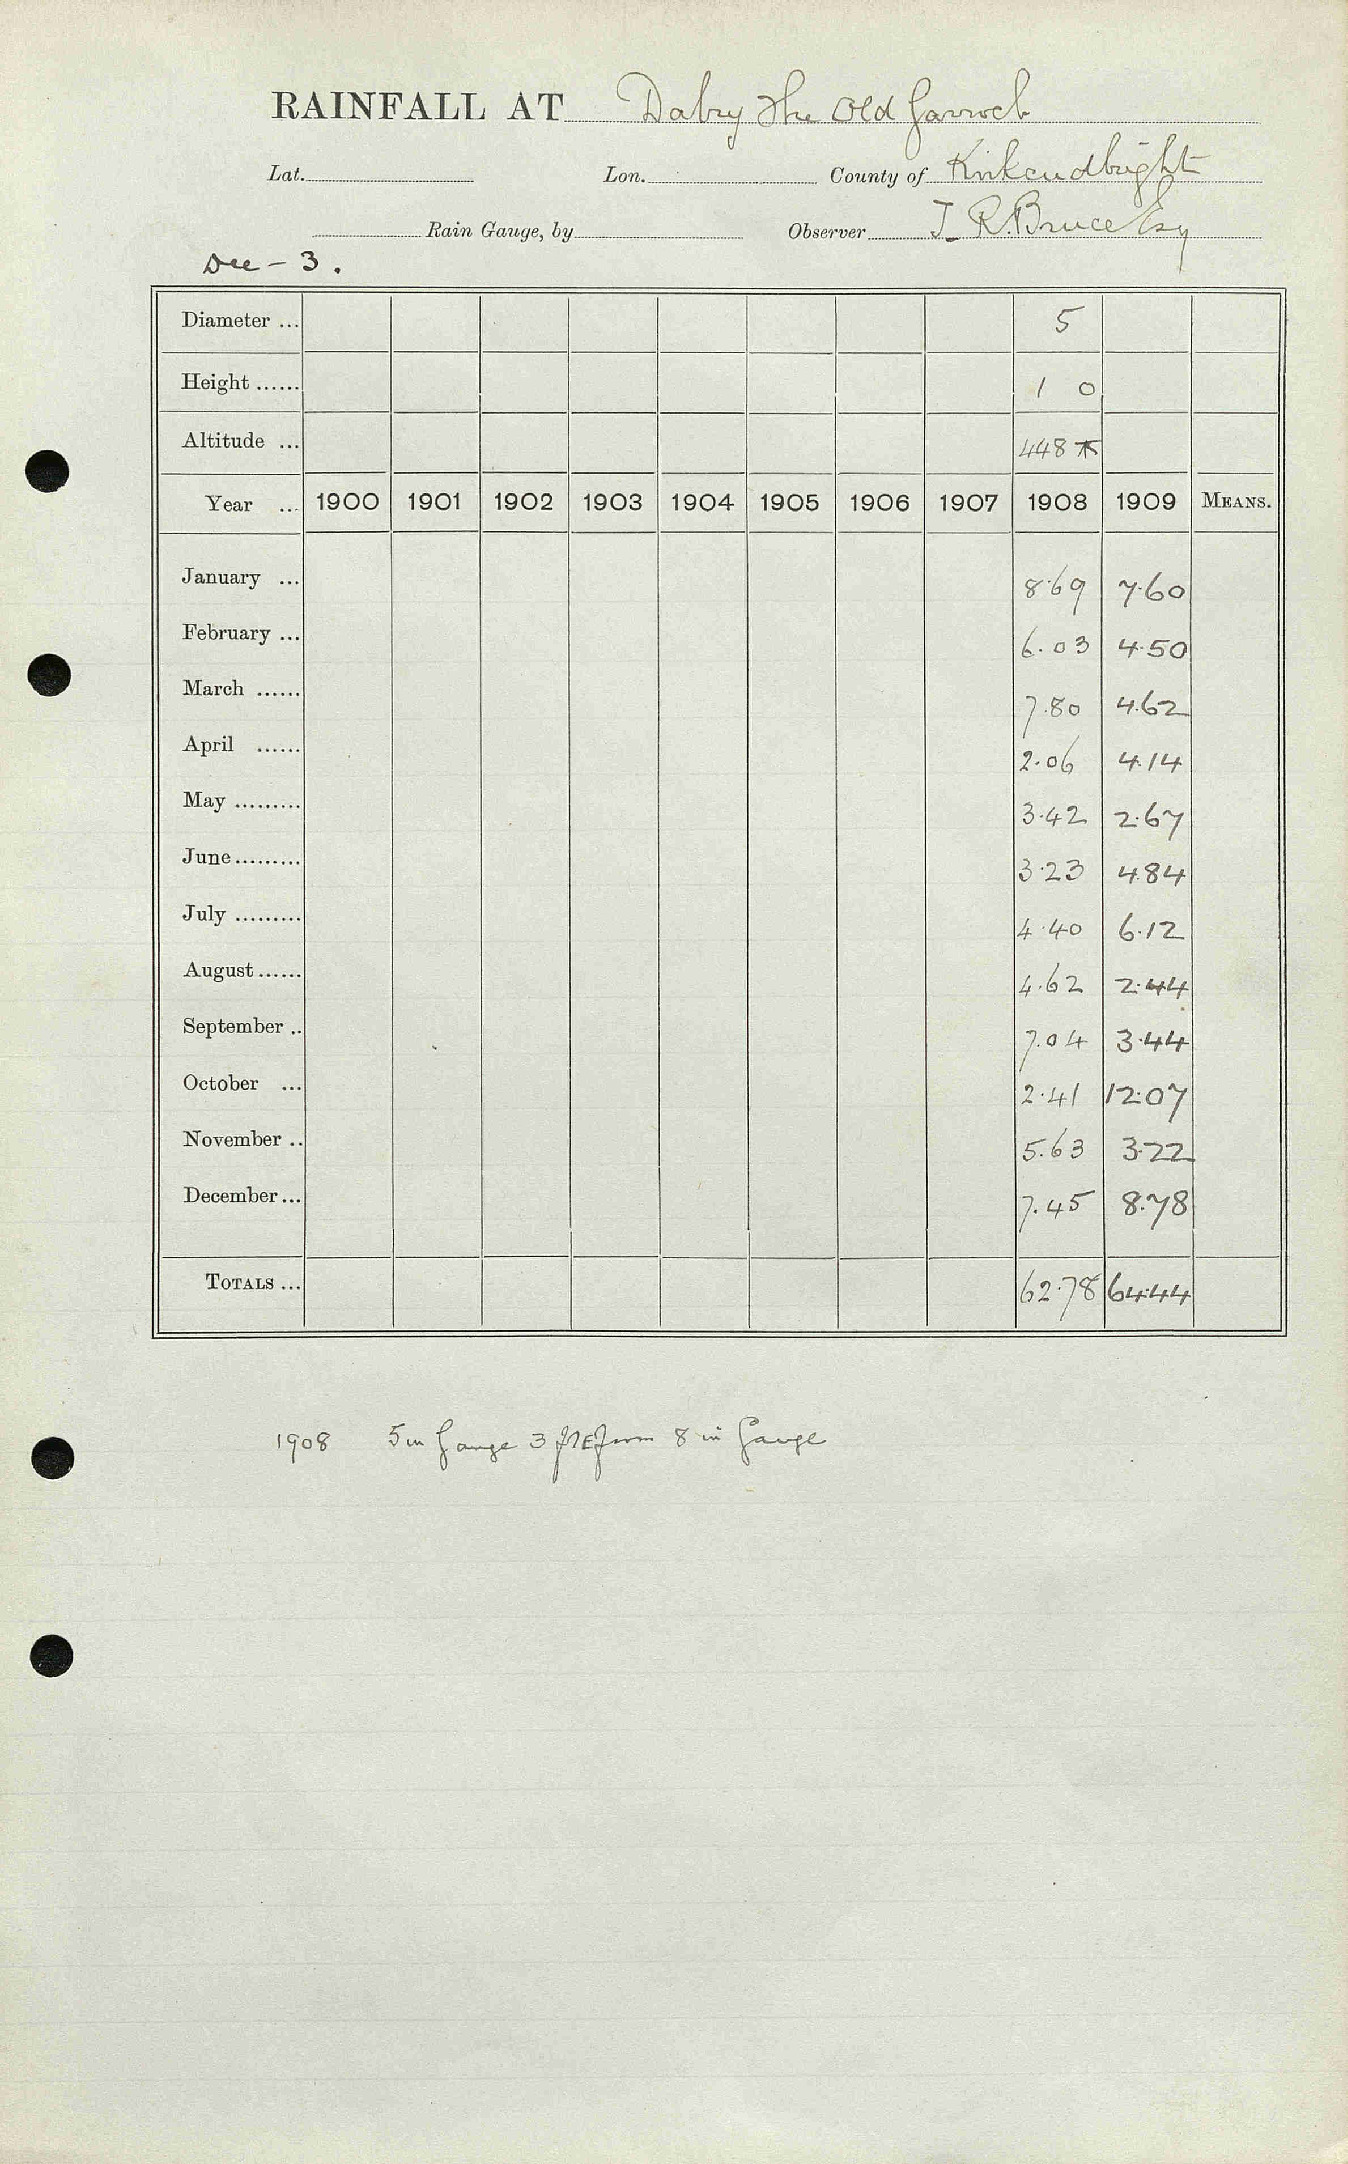 RAINFALL AT Dalry The Old Garroch
Lat. Lon. County of Kirkcudbright
Rain Gauge, by Observer J. R. Bruce Esq
Dee - 3.
Diameter ... 5
Height ...... 1 0
Altitude ... 448
Year ... 1900 1901 1902 1903 1904 1905 1906 1907 1908 1909 MEANS.
January ... 8.69 7.60
February ... 6.03 4.50
March ...... 7.80 4.62
April ...... 2.06 4.14
May ......... 3.42 2.67
June ......... 3.23 4.84
July ......... 4.40 6.12
August ...... 4.62 2.44
September .. 7.04 3.44
October ... 2.41 12.07
November .. 5.63 3.22
December ... 7.45 8.78
TOTALS ... 62.78 64.44
1908 5 in Gauge 3 ft E from 8 in Gauge